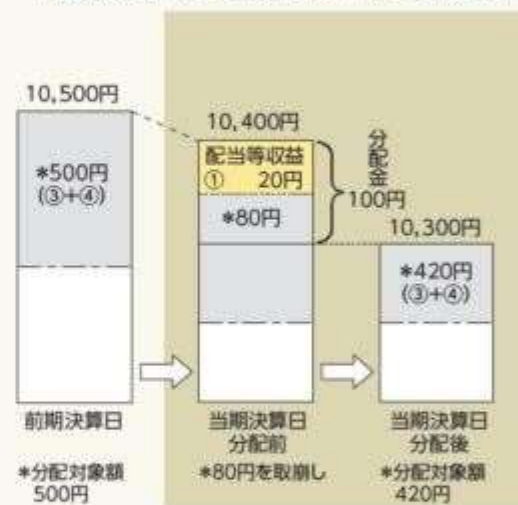 10,500円
*500円
(③+④)
前期決算日
*分配対象額
500円
10,400円
配当等収益
① 20円
*80円
分配金
100円
当期決算日
分配前
*80円を取崩し
10,300円
*420円
(③+④)
当期決算日
分配後
*分配対象額
420円